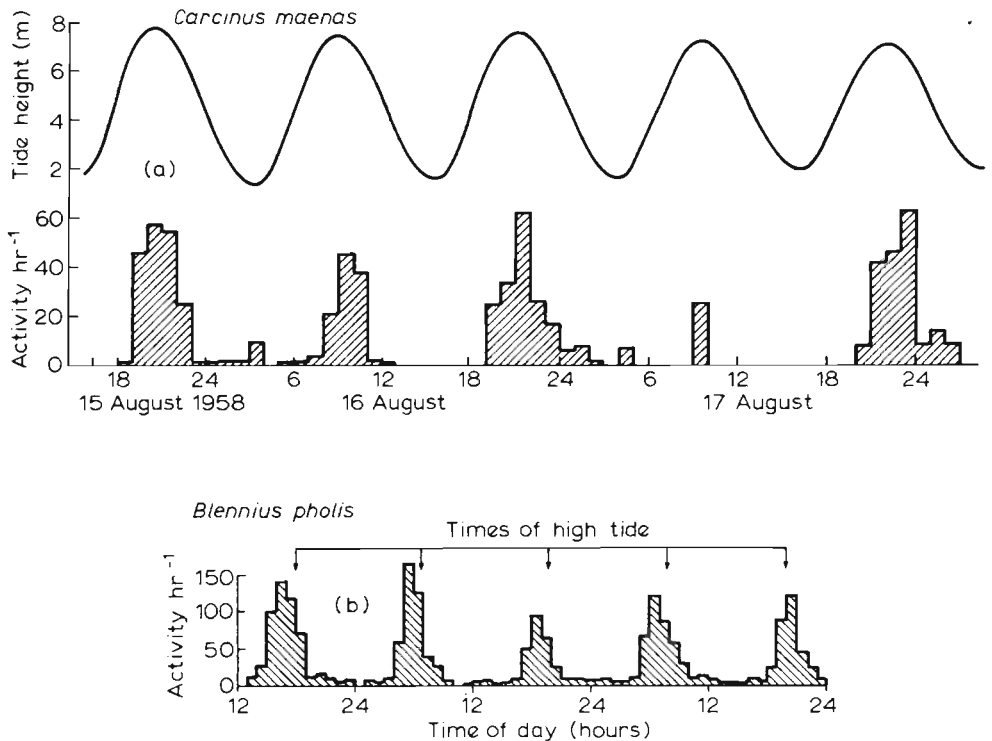 Carcinus maenas
Tide height (m)
8
6
4
2
(a)
Activity hr-1
60
40
20
0
18 24 6 12 18 24 6 12 18 24
15 August 1958 16 August 17 August
Blennius pholis
Times of high tide
(b)
Activity hr-1
150
100
50
0
12 24 12 24 12 24
Time of day (hours)